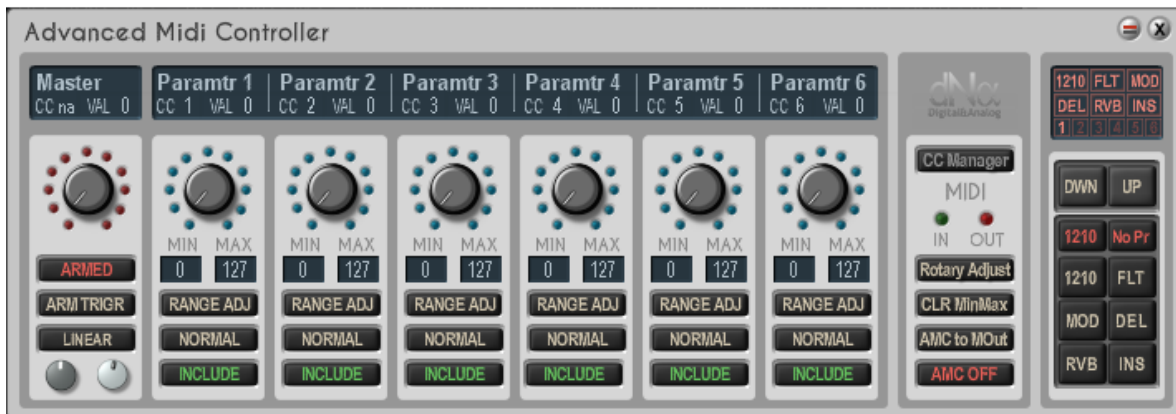 Advanced Midi Controller
Master
CC na VAL 0
Paramtr 1 | Paramtr 2 | Paramtr 3 | Paramtr 4 | Paramtr 5 | Paramtr 6
CC 1 VAL 0 | CC 2 VAL 0 | CC 3 VAL 0 | CC 4 VAL 0 | CC 5 VAL 0 | CC 6 VAL 0
MIN MAX MIN MAX MIN MAX MIN MAX MIN MAX MIN MAX
0 127 0 127 0 127 0 127 0 127 0 127
ARMED
RANGE ADJ RANGE ADJ RANGE ADJ RANGE ADJ RANGE ADJ RANGE ADJ
ARM TRIGR
NORMAL NORMAL NORMAL NORMAL NORMAL NORMAL
LINEAR
INCLUDE INCLUDE INCLUDE INCLUDE INCLUDE INCLUDE
dNa
Digital&Analog
CC Manager
MIDI
IN OUT
Rotary Adjust
CLR MinMax
AMC to MOut
AMC OFF
1210 FLT MOD
DEL RVB INS
1 2 3 4 5 6
DWN UP
1210 No Pr
1210 FLT
MOD DEL
RVB INS